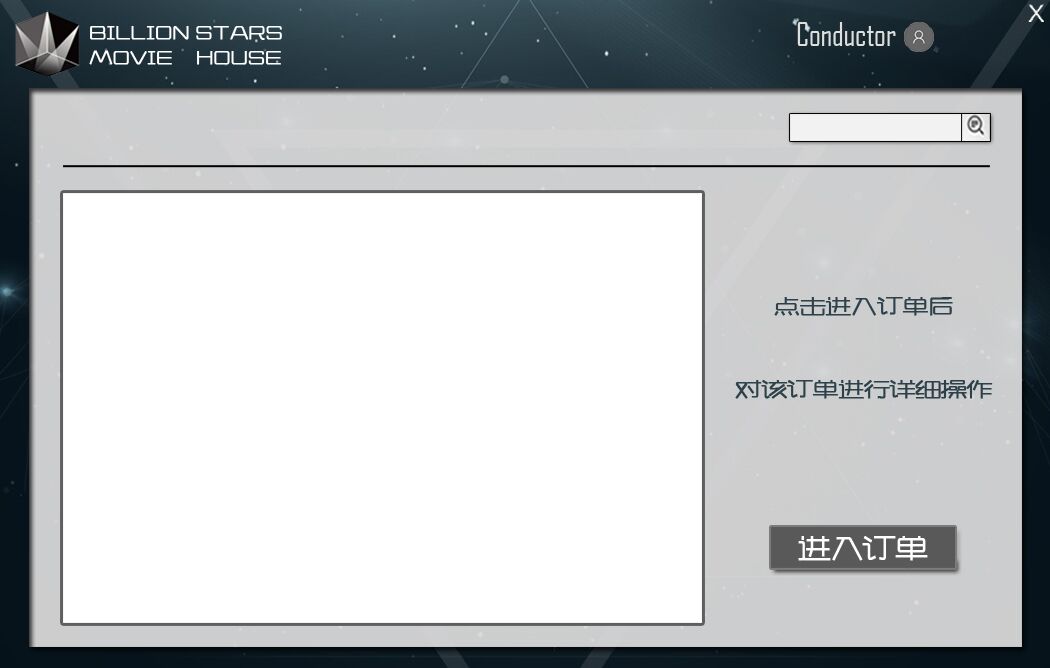 BILLION STARS
MOVIE HOUSE
Conductor
X
点击进入订单后
对该订单进行详细操作
进入订单